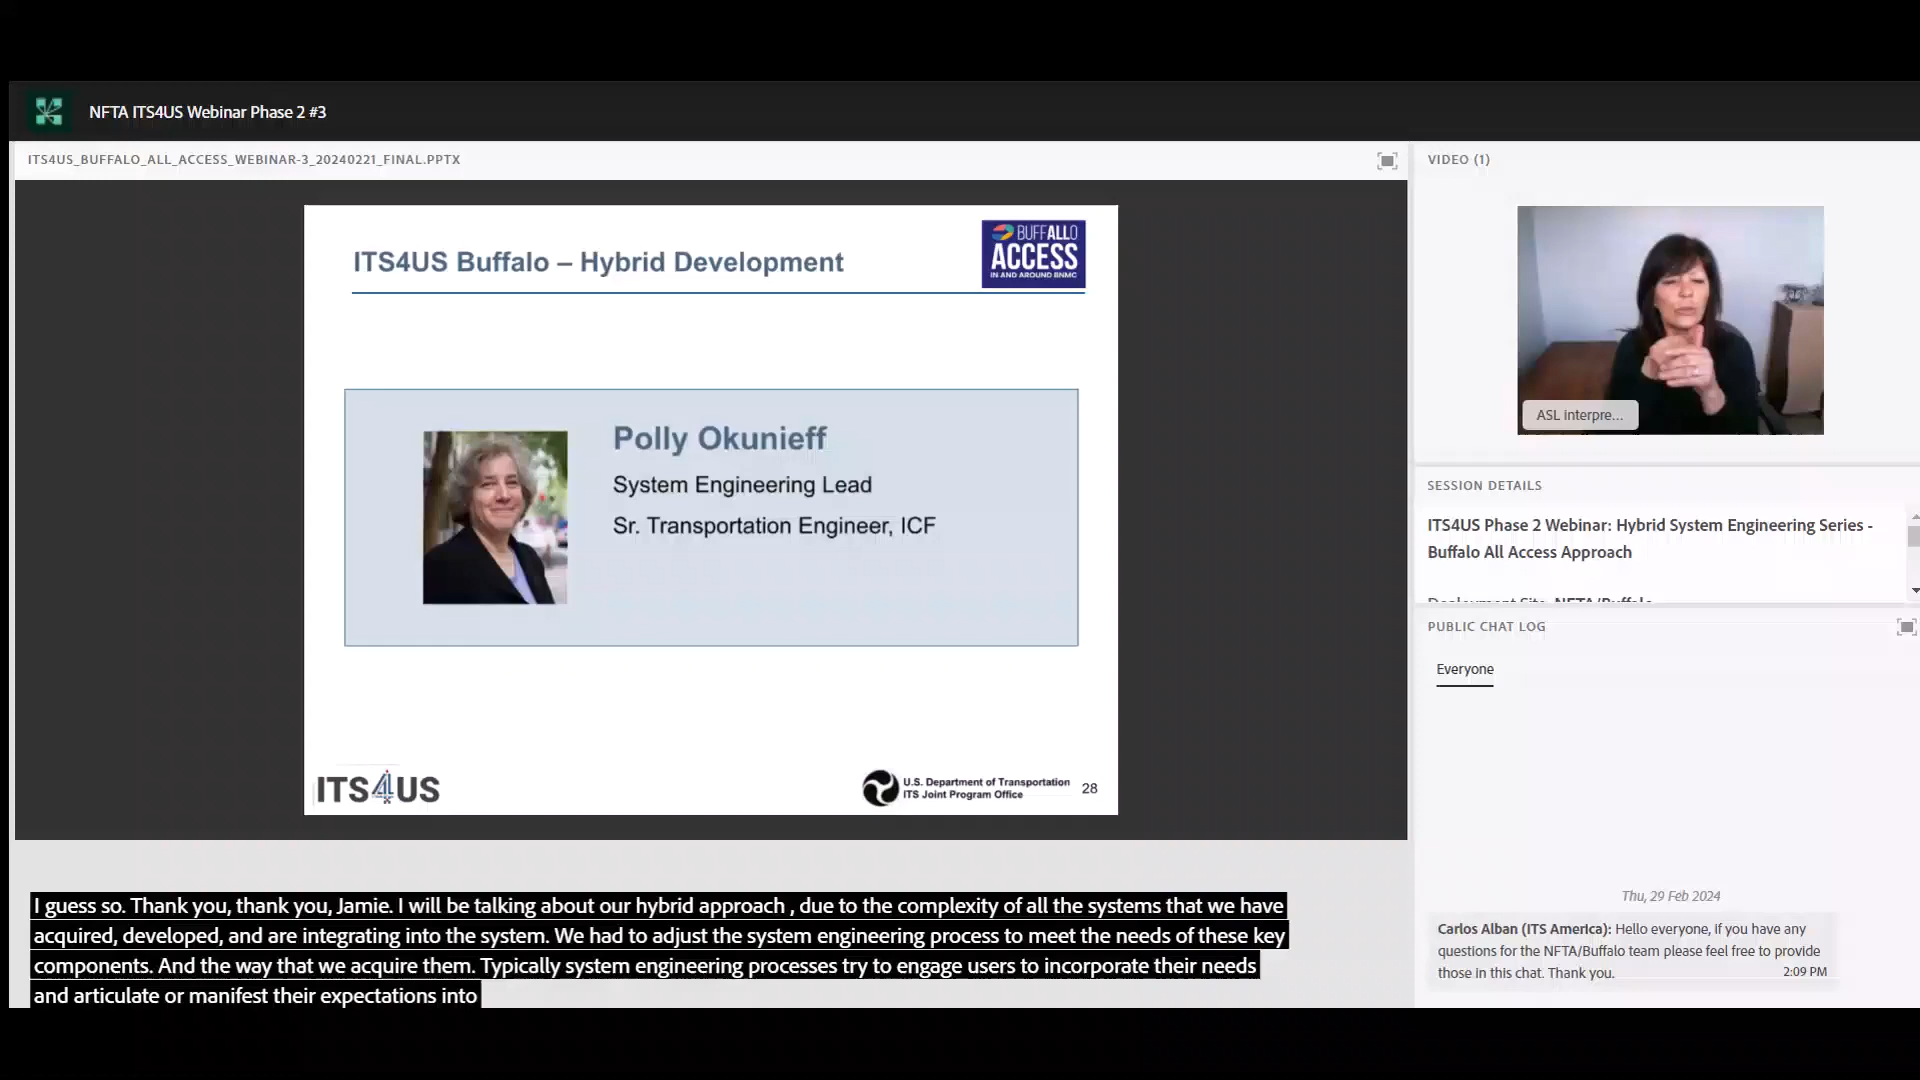 NFTA ITS4US Webinar Phase 2 #3
ITS4US_BUFFALO_ALL_ACCESS_WEBINAR-3_20240221_FINAL.PPTX
ITS4US Buffalo – Hybrid Development
BUFFALLO
ACCESS
IN AND AROUND BNMC
Polly Okunieff
System Engineering Lead
Sr. Transportation Engineer, ICF
ITS4US
U.S. Department of Transportation
ITS Joint Program Office
28
I guess so. Thank you, thank you, Jamie. I will be talking about our hybrid approach , due to the complexity of all the systems that we have
acquired, developed, and are integrating into the system. We had to adjust the system engineering process to meet the needs of these key
components. And the way that we acquire them. Typically system engineering processes try to engage users to incorporate their needs
and articulate or manifest their expectations into
VIDEO (1)
ASL interpre...
SESSION DETAILS
ITS4US Phase 2 Webinar: Hybrid System Engineering Series -
Buffalo All Access Approach
Deployment Site: NFTA/Buffalo
PUBLIC CHAT LOG
Everyone
Thu, 29 Feb 2024
Carlos Alban (ITS America): Hello everyone, if you have any
questions for the NFTA/Buffalo team please feel free to provide
those in this chat. Thank you.
2:09 PM